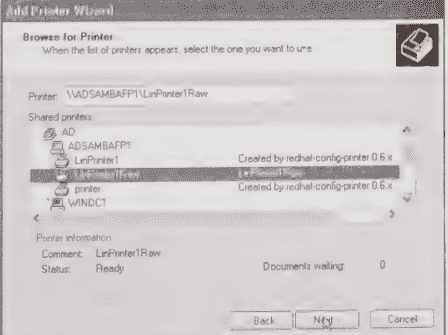 Add Printer Wizard
Browse for Printer
When the list of printers appears, select the one you want to use
Printer: \\ADSAMBAFP1\LinPrinter1Raw
Shared printers
AD
ADSAMBAFP1
LinPrinter1 Created by redhat-config-printer 0.6.x
LinPrinter1Raw LinPrinter1Raw
printer Created by redhat-config-printer 0.6.x
WINDC1
Printer information
Comment: LinPrinter1Raw
Status: Ready Documents waiting: 0
Back Next Cancel